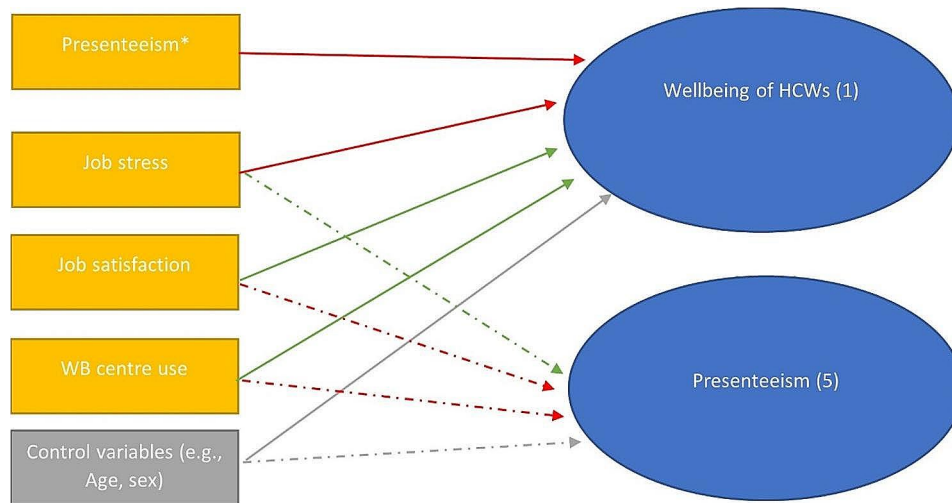 Presenteeism*
Wellbeing of HCWs (1)
Job stress
Job satisfaction
WB centre use
Presenteeism (5)
Control variables (e.g.,
Age, sex)